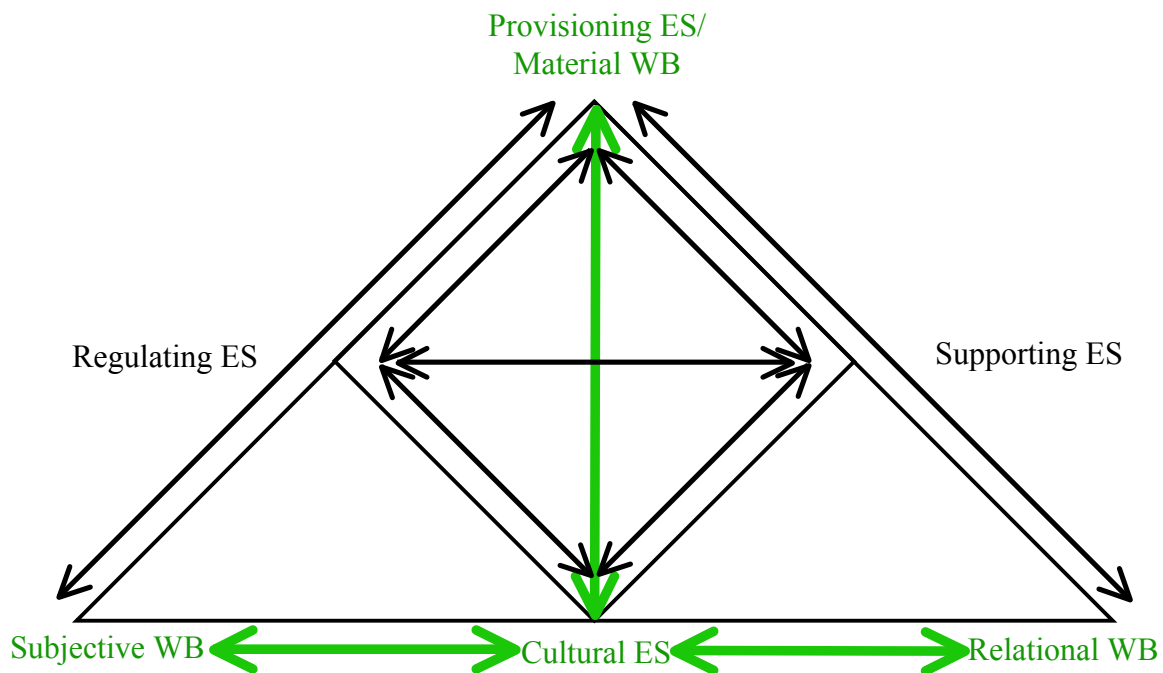 Provisioning ES/
Material WB
Regulating ES
Supporting ES
Subjective WB
Cultural ES
Relational WB